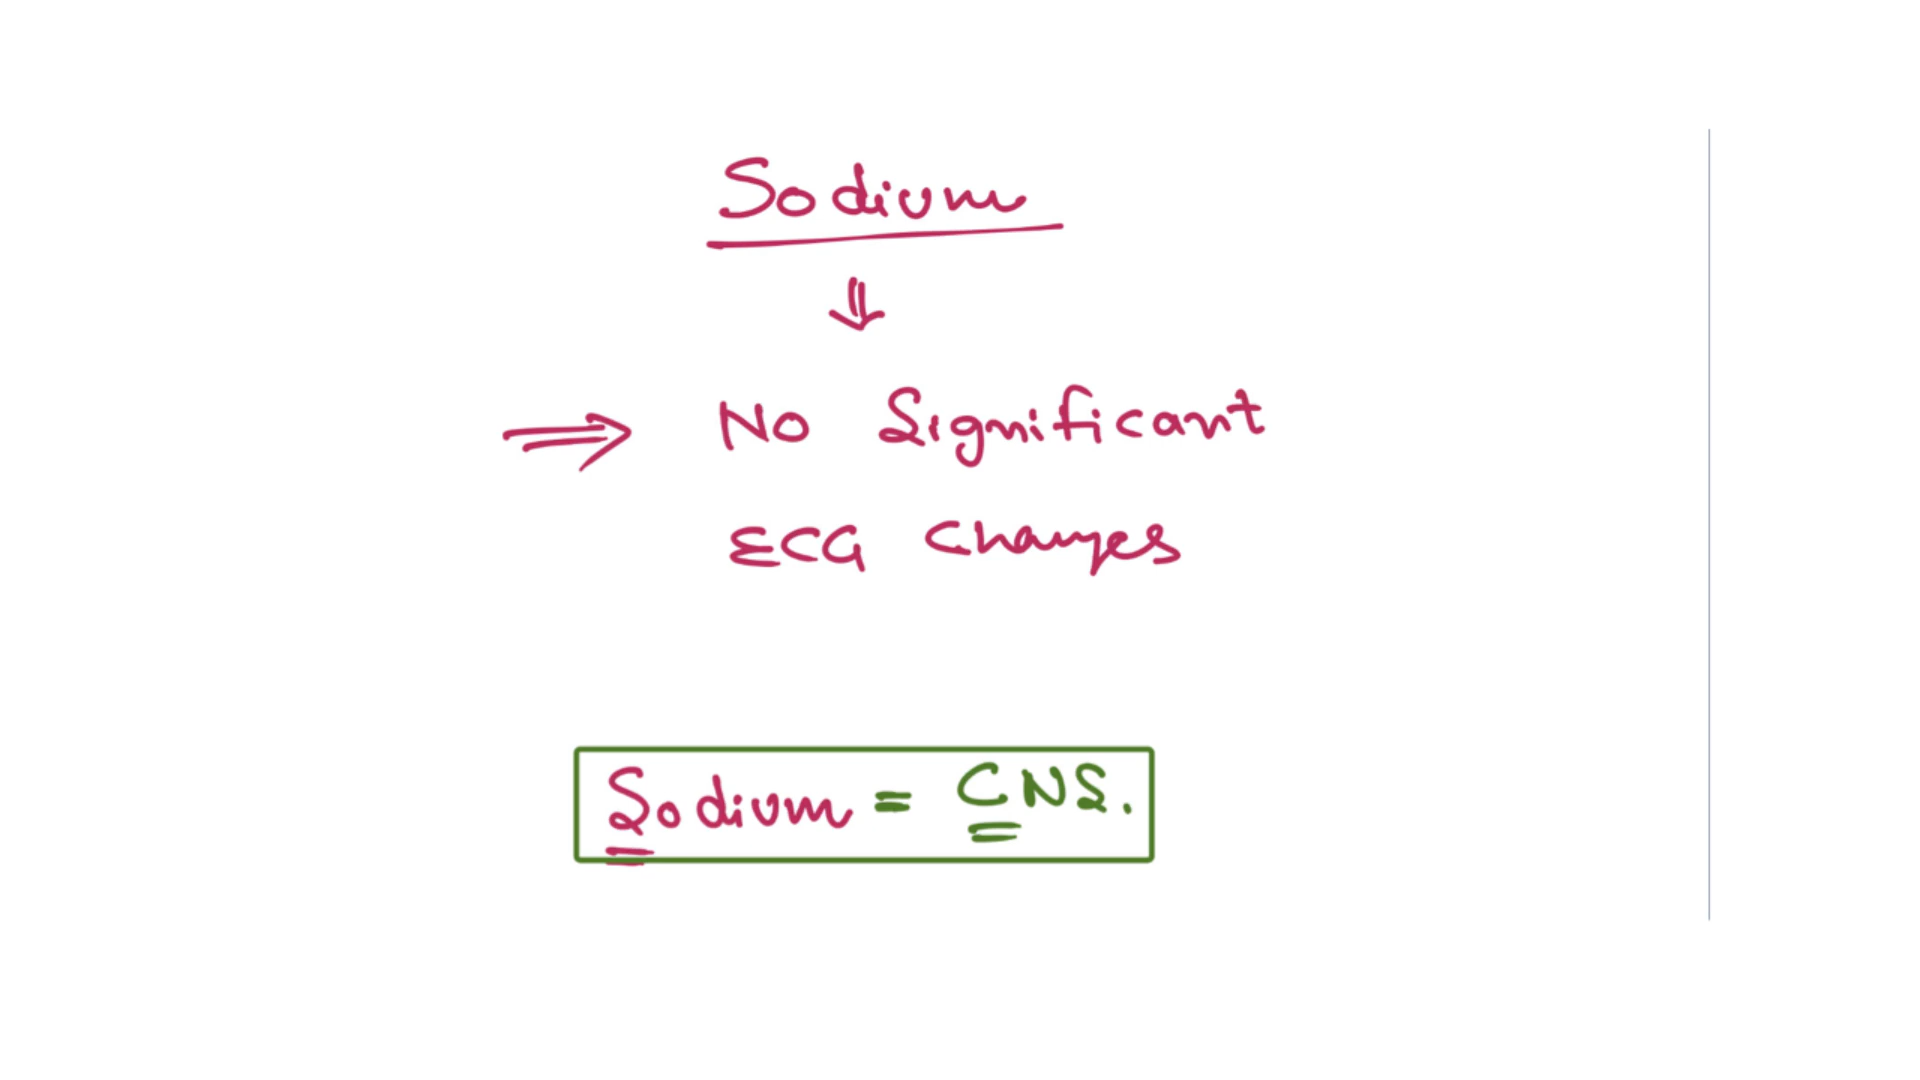 Sodium
No Significant
ECG Changes
Sodium = CNS.